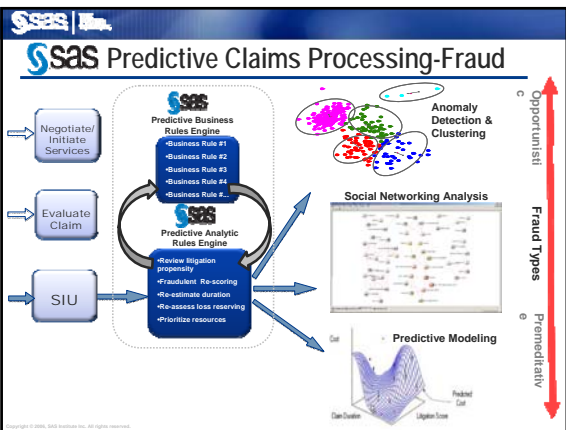 sas
sas Predictive Claims Processing-Fraud
Negotiate/
Initiate
Services
Evaluate
Claim
SIU
sas
Predictive Business
Rules Engine
•Business Rule #1
•Business Rule #2
•Business Rule #3
•Business Rule #4
•Business Rule #...
sas
Predictive Analytic
Rules Engine
•Review litigation
propensity
•Fraudulent Re-scoring
•Re-estimate duration
•Re-assess loss reserving
•Prioritize resources
Anomaly
Detection &
Clustering
Social Networking Analysis
Predictive Modeling
Cost
Claim Duration
Litigation Score
Predicted
Cost
Opportunisti
c
Fraud Types
Premeditativ
e
Copyright © 2006, SAS Institute Inc. All rights reserved.